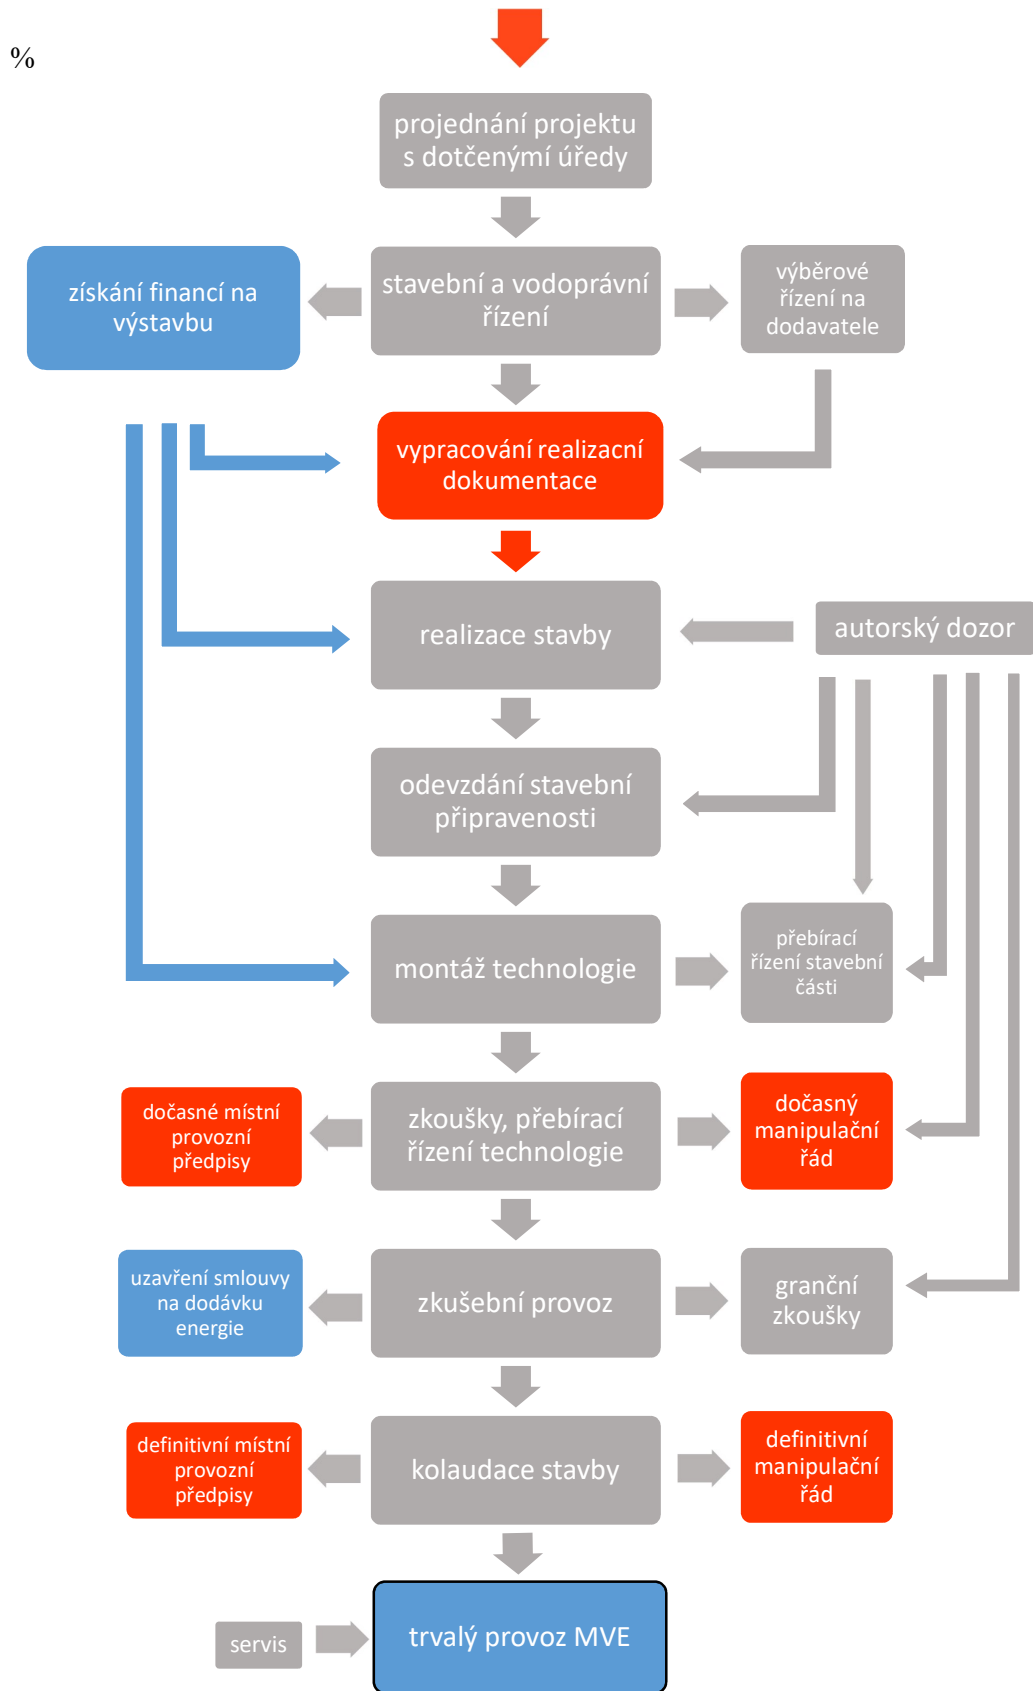 %
projednání projektu
s dotčenými úředy
získání financí na
výstavbu
stavební a vodoprávní
řízení
výběrové
řízení na
dodavatele
vypracování realizacní
dokumentace
realizace stavby
autorský dozor
odevzdání stavební
připravenosti
montáž technologie
přebírací
řízení stavební
části
dočasné místní
provozní
předpisy
zkoušky, přebírací
řízení technologie
dočasný
manipulační
řád
uzavření smlouvy
na dodávku
energie
zkušební provoz
granční
zkoušky
definitivní místní
provozní
předpisy
kolaudace stavby
definitivní
manipulační
řád
servis
trvalý provoz MVE